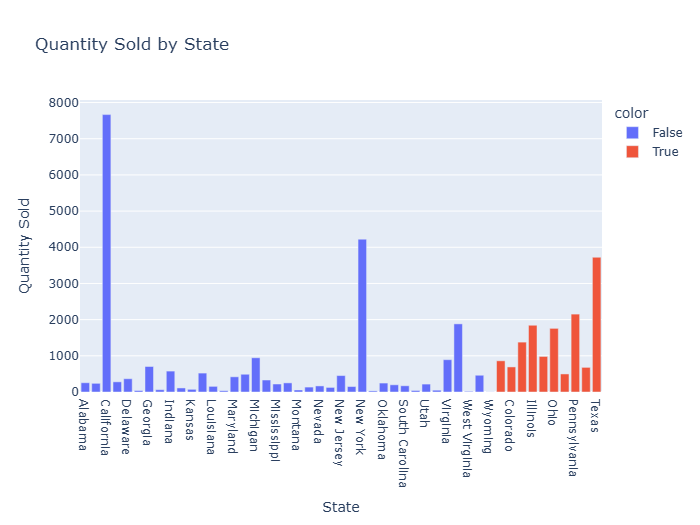 Quantity Sold by State
color
False
True
Quantity Sold
8000
7000
6000
5000
4000
3000
2000
1000
0
Alabama
California
Delaware
Georgia
Indiana
Kansas
Louisiana
Maryland
Michigan
Mississippi
Montana
Nevada
New Jersey
New York
Oklahoma
South Carolina
Utah
Virginia
West Virginia
Wyoming
Colorado
Illinois
Ohio
Pennsylvania
Texas
State